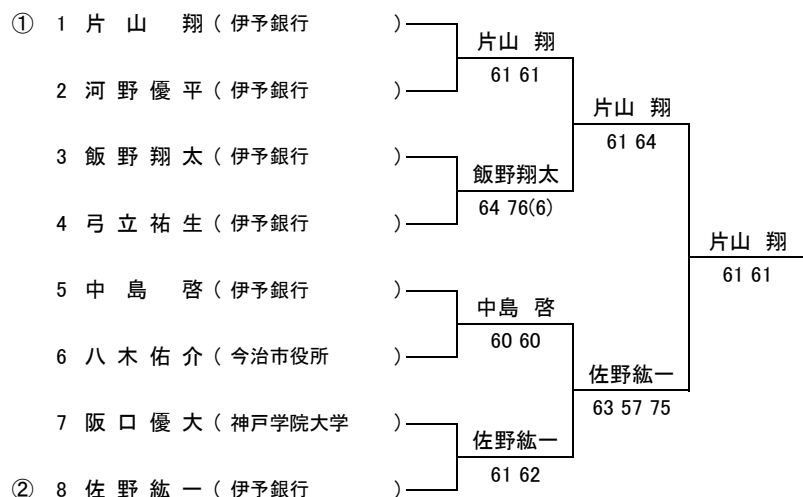 ① 1 片 山 翔 ( 伊予銀行 )
片山 翔
61 61
2 河 野 優 平 ( 伊予銀行 )
片山 翔
61 64
3 飯 野 翔 太 ( 伊予銀行 )
飯野翔太
64 76(6)
4 弓 立 祐 生 ( 伊予銀行 )
片山 翔
61 61
5 中 島 啓 ( 伊予銀行 )
中島 啓
60 60
6 八 木 佑 介 ( 今治市役所 )
佐野紘一
63 57 75
7 阪 口 優 大 ( 神戸学院大学 )
佐野紘一
61 62
② 8 佐 野 紘 一 ( 伊予銀行 )